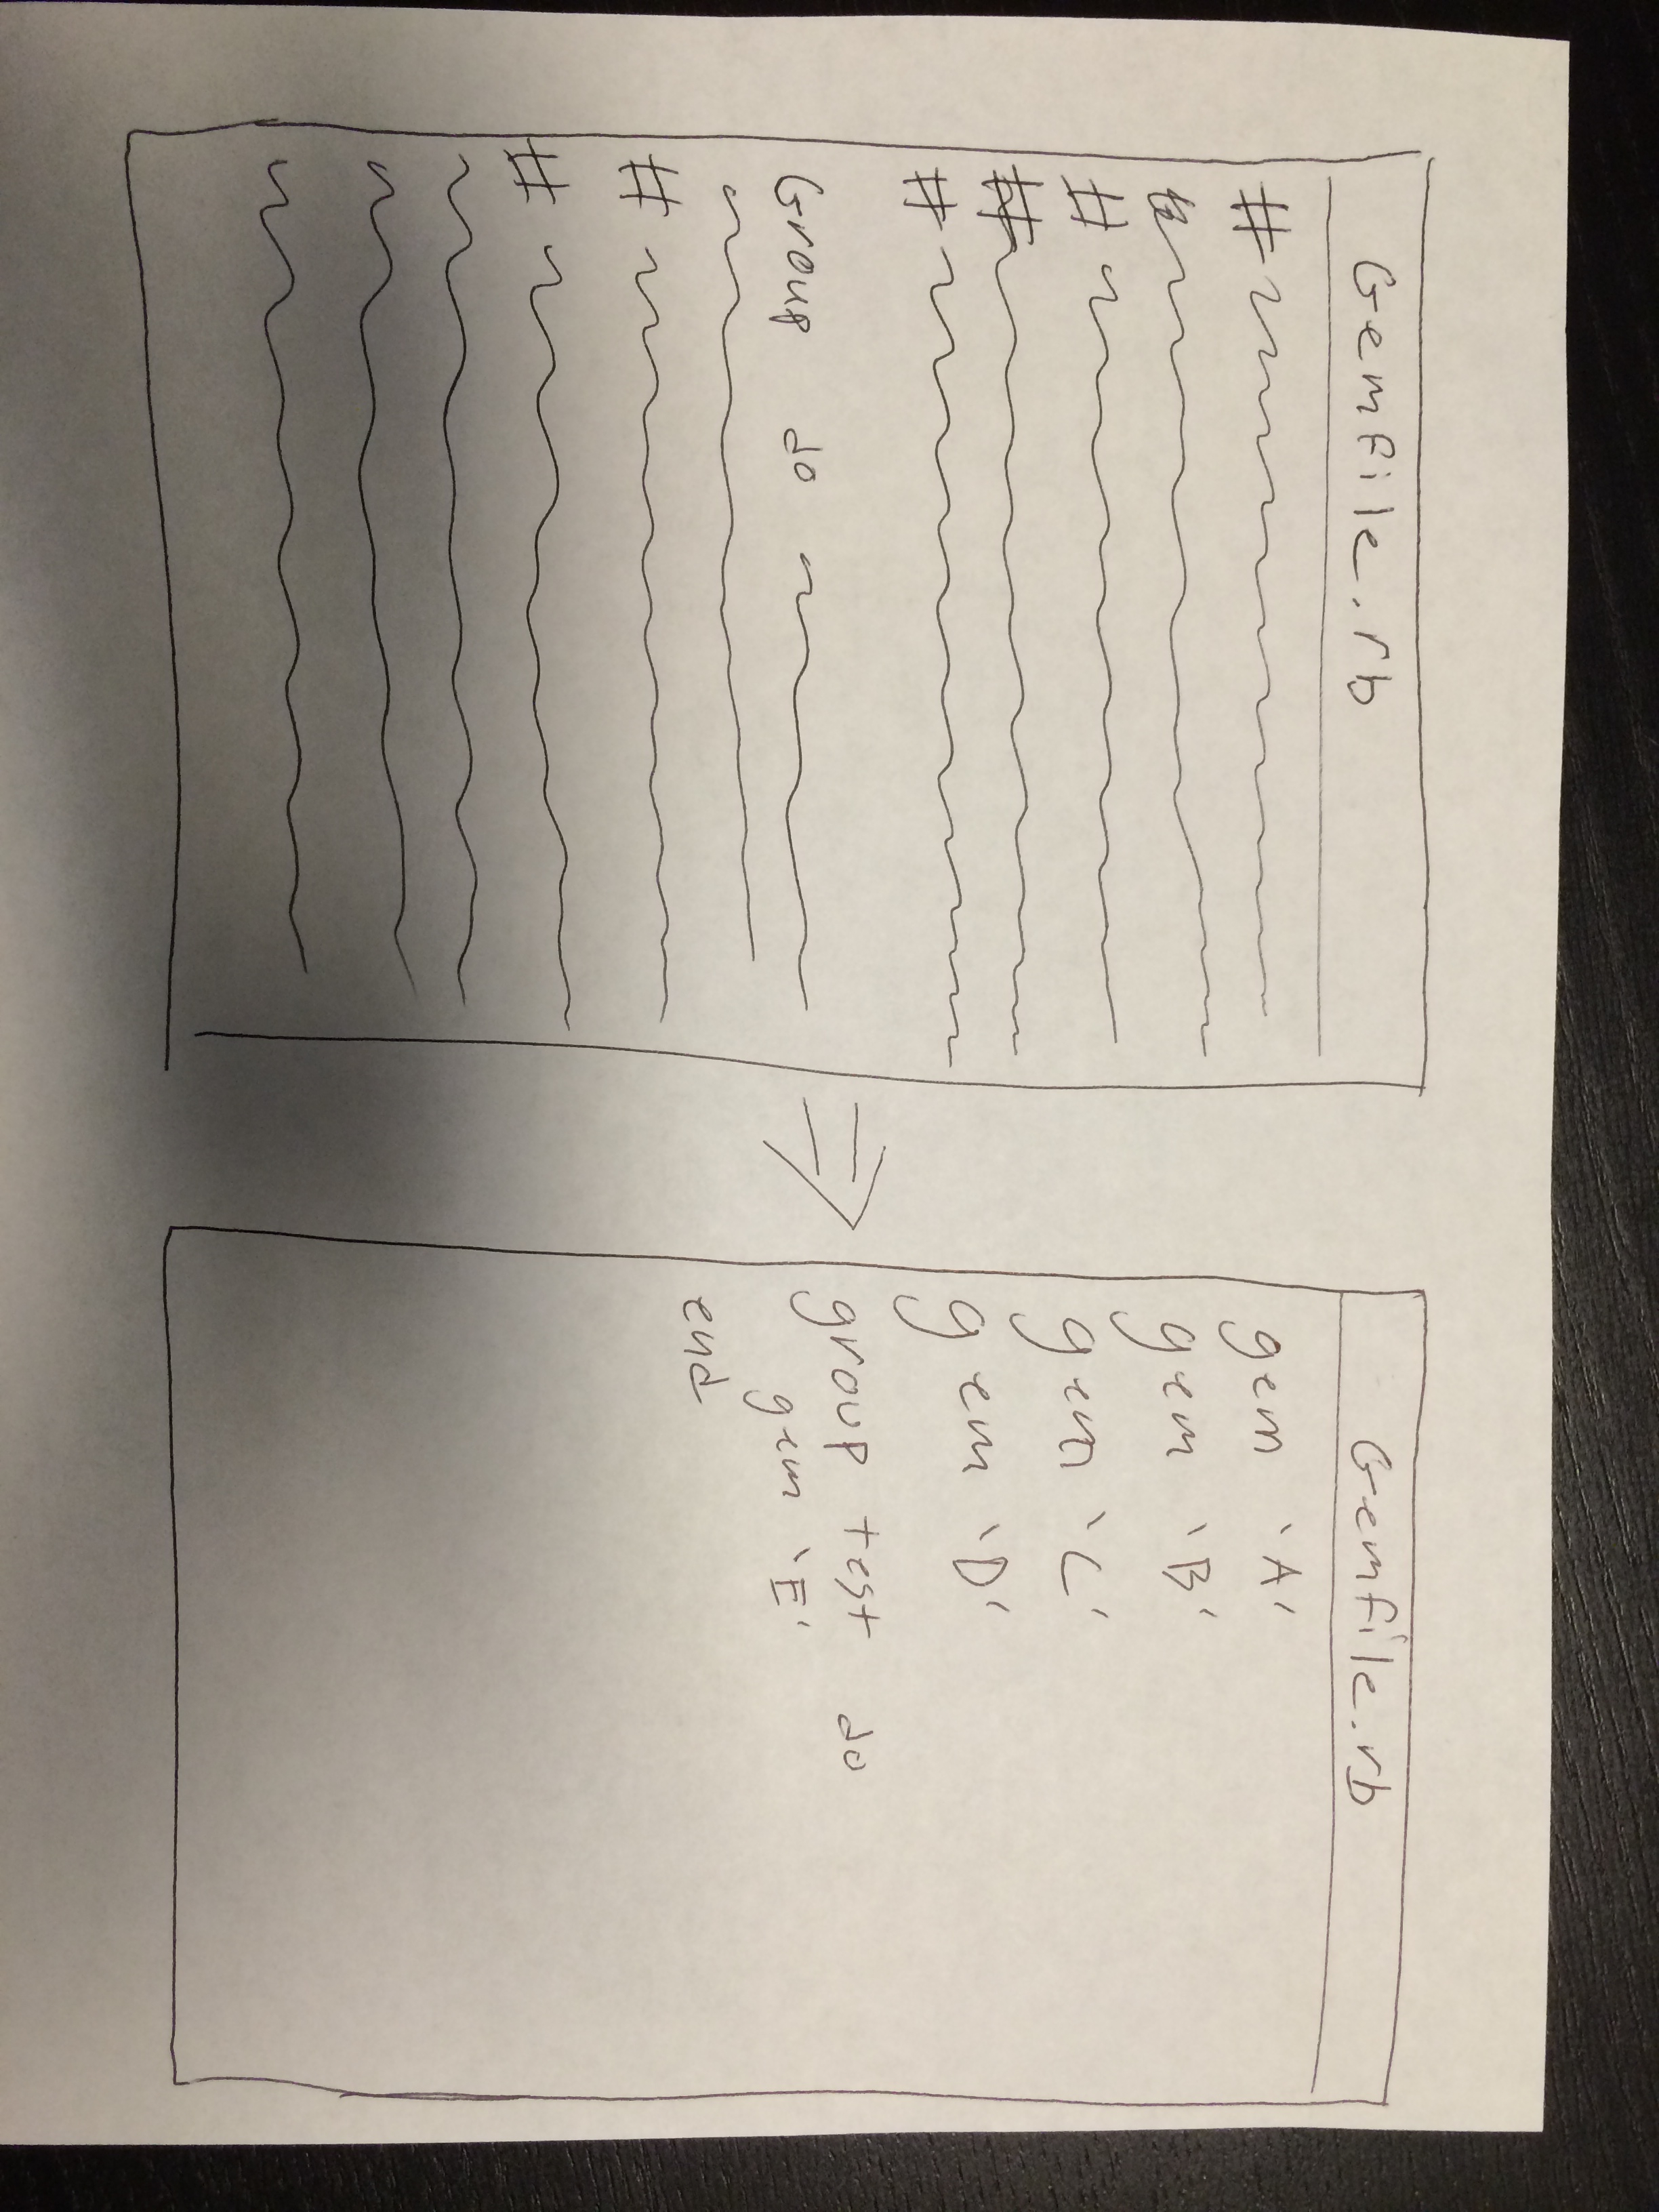 Gemfile.rb
#
#
#
#
Group do
#
#
Gemfile.rb
gem 'A'
gem 'B'
gem 'C'
gem 'D'
group test do
gem 'E'
end